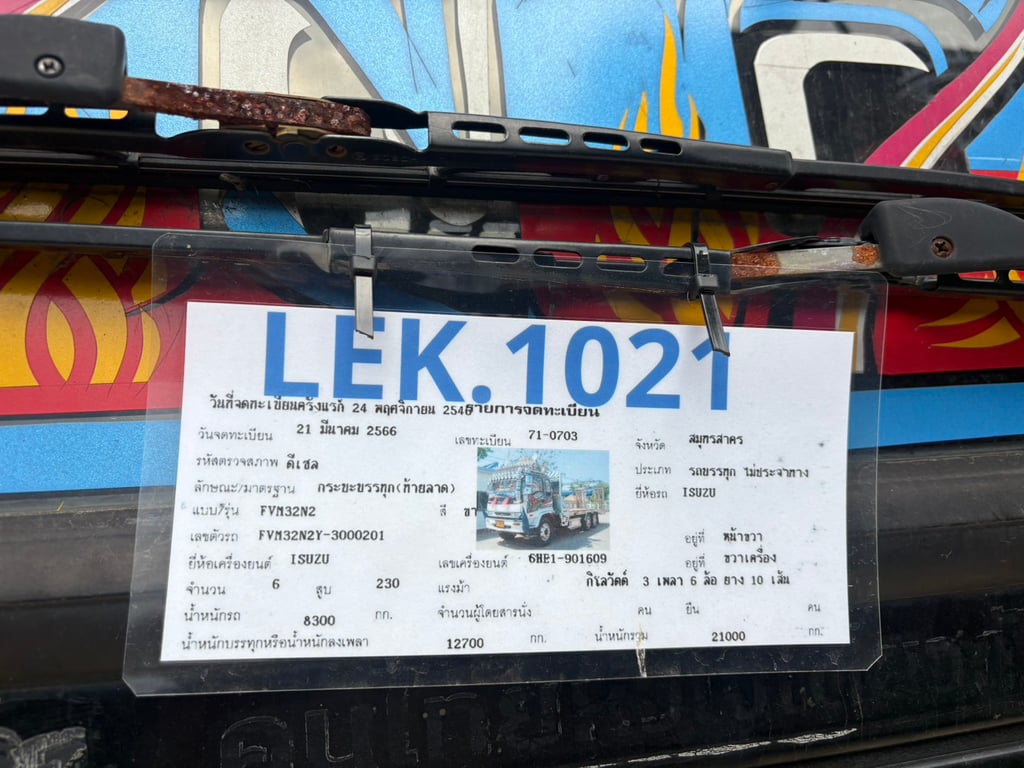 LEK.1021
วันที่จดทะเบียนครั้งแรก 24 พฤศจิกายน 254 รายการจดทะเบียน
วันจดทะเบียน 21 มีนาคม 2566 เลขทะเบียน 71-0703 จังหวัด สมุทรสาคร
รหัสตรวจสภาพ ดีเซล ประเภท รถบรรทุก ไม่ประจำทาง
ลักษณะ/มาตรฐาน กระบะบรรทุก(ท้ายลาด) ยี่ห้อรถ ISUZU
แบบ/รุ่น FVM32N2 สี ขา
เลขตัวรถ FVM32N2Y-3000201 อยู่ที่ หน้าขวา
ยี่ห้อเครื่องยนต์ ISUZU เลขเครื่องยนต์ 6HE1-901609 อยู่ที่ ขวาเครื่อง
จำนวน 6 สูบ 230 แรงม้า กิโลวัตต์ 3 เพลา 6 ล้อ ยาง 10 เส้น
น้ำหนักรถ 8300 กก. จำนวนผู้โดยสารนั่ง คน ยืน คน
น้ำหนักบรรทุกหรือน้ำหนักลงเพลา 12700 กก. น้ำหนักรวม 21000 กก.